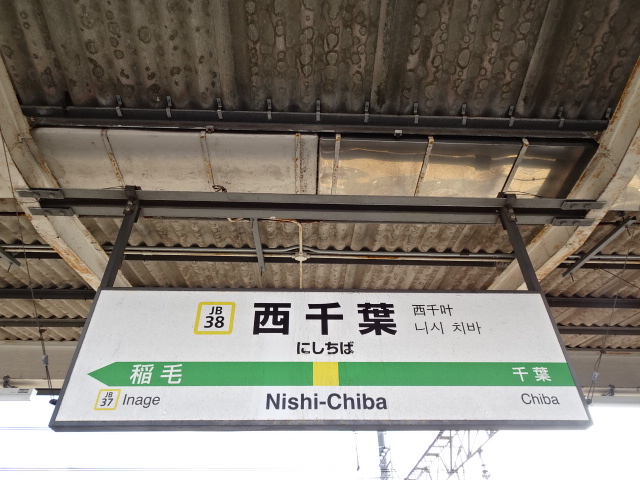 JB
38
西千葉
西千叶
니시 치바
にしちば
稲毛
千葉
JB
37
Inage
Nishi-Chiba
Chiba